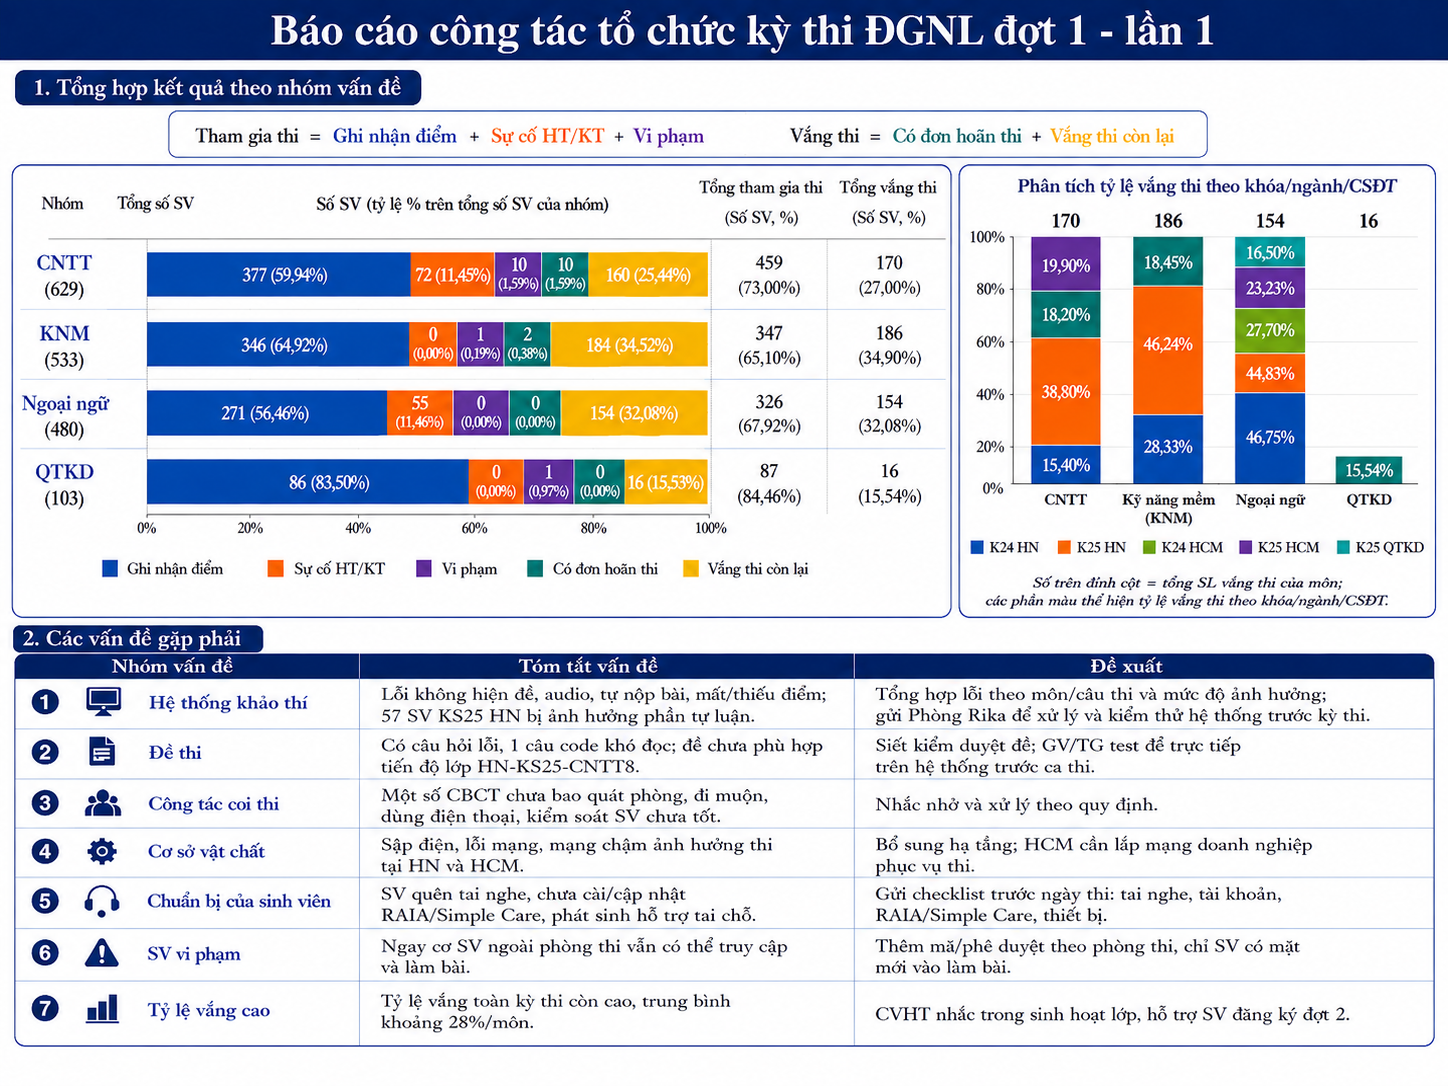 Báo cáo công tác tổ chức kỳ thi ĐGNL đợt 1 - lần 1
1. Tổng hợp kết quả theo nhóm vấn đề
Tham gia thi = Ghi nhận điểm + Sự cố HT/KT + Vi phạm
Vắng thi = Có đơn hoãn thi + Vắng thi còn lại
Nhóm
Tổng số SV
Số SV (tỷ lệ % trên tổng số SV của nhóm)
Tổng tham gia thi
(Số SV, %)
Tổng vắng thi
(Số SV, %)
CNTT
(629)
377 (59,94%)
72 (11,45%)
10
(1,59%)
10
(1,59%)
160 (25,44%)
459
(73,00%)
170
(27,00%)
KNM
(533)
346 (64,92%)
0
(0,00%)
1
(0,19%)
2
(0,38%)
184 (34,52%)
347
(65,10%)
186
(34,90%)
Ngoại ngữ
(480)
271 (56,46%)
55
(11,46%)
0
(0,00%)
0
(0,00%)
154 (32,08%)
326
(67,92%)
154
(32,08%)
QTKD
(103)
86 (83,50%)
0
(0,00%)
1
(0,97%)
0
(0,00%)
16 (15,53%)
87
(84,46%)
16
(15,54%)
0%
20%
40%
60%
80%
100%
Ghi nhận điểm
Sự cố HT/KT
Vi phạm
Có đơn hoãn thi
Vắng thi còn lại
Phân tích tỷ lệ vắng thi theo khóa/ngành/CSĐT
170
186
154
16
100%
80%
60%
40%
20%
0%
19,90%
18,20%
38,80%
15,40%
18,45%
46,24%
28,33%
16,50%
23,23%
27,70%
44,83%
46,75%
15,54%
CNTT
Kỹ năng mềm
(KNM)
Ngoại ngữ
QTKD
K24 HN
K25 HN
K24 HCM
K25 HCM
K25 QTKD
Số trên đỉnh cột = tổng SL vắng thi của môn;
các phần màu thể hiện tỷ lệ vắng thi theo khóa/ngành/CSĐT.
2. Các vấn đề gặp phải
Nhóm vấn đề
Tóm tắt vấn đề
Đề xuất
1
Hệ thống khảo thí
Lỗi không hiện đề, audio, tự nộp bài, mất/thiếu điểm;
57 SV KS25 HN bị ảnh hưởng phần tự luận.
Tổng hợp lỗi theo môn/câu thi và mức độ ảnh hưởng;
gửi Phòng Rika để xử lý và kiểm thử hệ thống trước kỳ thi.
2
Đề thi
Có câu hỏi lỗi, 1 câu code khó đọc; đề chưa phù hợp
tiến độ lớp HN-KS25-CNTT8.
Siết kiểm duyệt đề; GV/TG test đề trực tiếp
trên hệ thống trước ca thi.
3
Công tác coi thi
Một số CBCT chưa bao quát phòng, đi muộn,
dùng điện thoại, kiểm soát SV chưa tốt.
Nhắc nhở và xử lý theo quy định.
4
Cơ sở vật chất
Sập điện, lỗi mạng, mạng chậm ảnh hưởng thi
tại HN và HCM.
Bổ sung hạ tầng; HCM cần lắp mạng doanh nghiệp
phục vụ thi.
5
Chuẩn bị của sinh viên
SV quên tai nghe, chưa cài/cập nhật
RAIA/Simple Care, phát sinh hỗ trợ tai chỗ.
Gửi checklist trước ngày thi: tai nghe, tài khoản,
RAIA/Simple Care, thiết bị.
6
SV vi phạm
Ngay cơ SV ngoài phòng thi vẫn có thể truy cập
và làm bài.
Thêm mã/phê duyệt theo phòng thi, chỉ SV có mặt
mới vào làm bài.
7
Tỷ lệ vắng cao
Tỷ lệ vắng toàn kỳ thi còn cao, trung bình
khoảng 28%/môn.
CVHT nhắc trong sinh hoạt lớp, hỗ trợ SV đăng ký đợt 2.